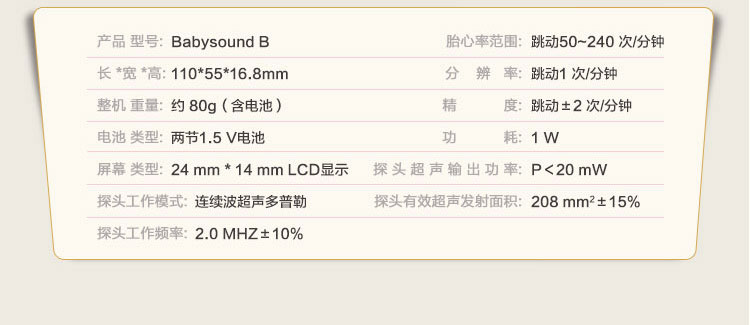 产品 型号: Babysound B 胎心率范围: 跳动50~240 次/分钟
长 *宽 *高: 110*55*16.8mm 分 辨 率: 跳动1 次/分钟
整机 重量: 约 80g（含电池） 精 度: 跳动±2 次/分钟
电池 类型: 两节1.5 V电池 功 耗: 1 W
屏幕 类型: 24 mm * 14 mm LCD显示 探 头 超 声 输 出 功 率: P＜20 mW
探头工作模式: 连续波超声多普勒 探头有效超声发射面积: 208 mm²±15%
探头工作频率: 2.0 MHZ±10%